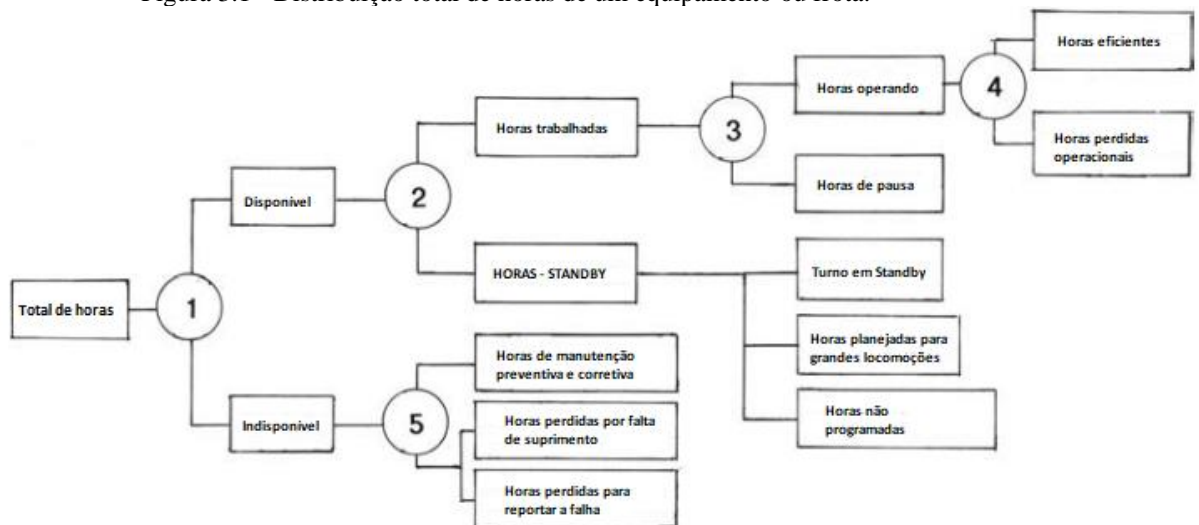 Figura 3.1 - Distribuição total de horas de um equipamento ou frota.
Horas eficientes
4
Horas operando
Horas perdidas
operacionais
Horas trabalhadas
3
Horas de pausa
Disponível
2
HORAS - STANDBY
Turno em Standby
Total de horas
1
Horas planejadas para
grandes locomoções
Horas não
programadas
Horas de manutenção
preventiva e corretiva
Indisponível
5
Horas perdidas por falta
de suprimento
Horas perdidas para
reportar a falha